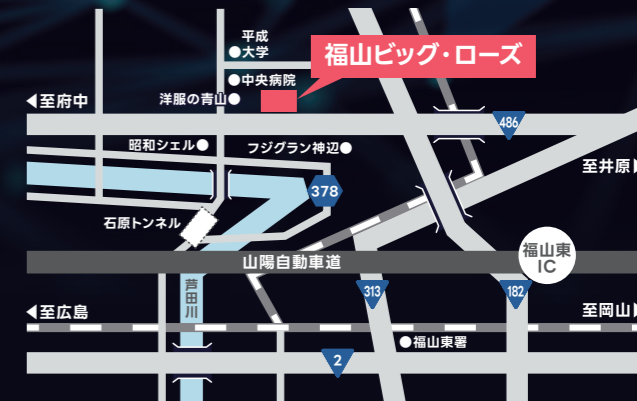 平成
●大学
福山ビッグ・ローズ
●中央病院
◀至府中
洋服の青山●
486
昭和シェル●
フジグラン神辺●
至井原▶
378
石原トンネル
山陽自動車道
福山東
IC
芦田川
313
182
◀至広島
至岡山▶
●福山東署
2